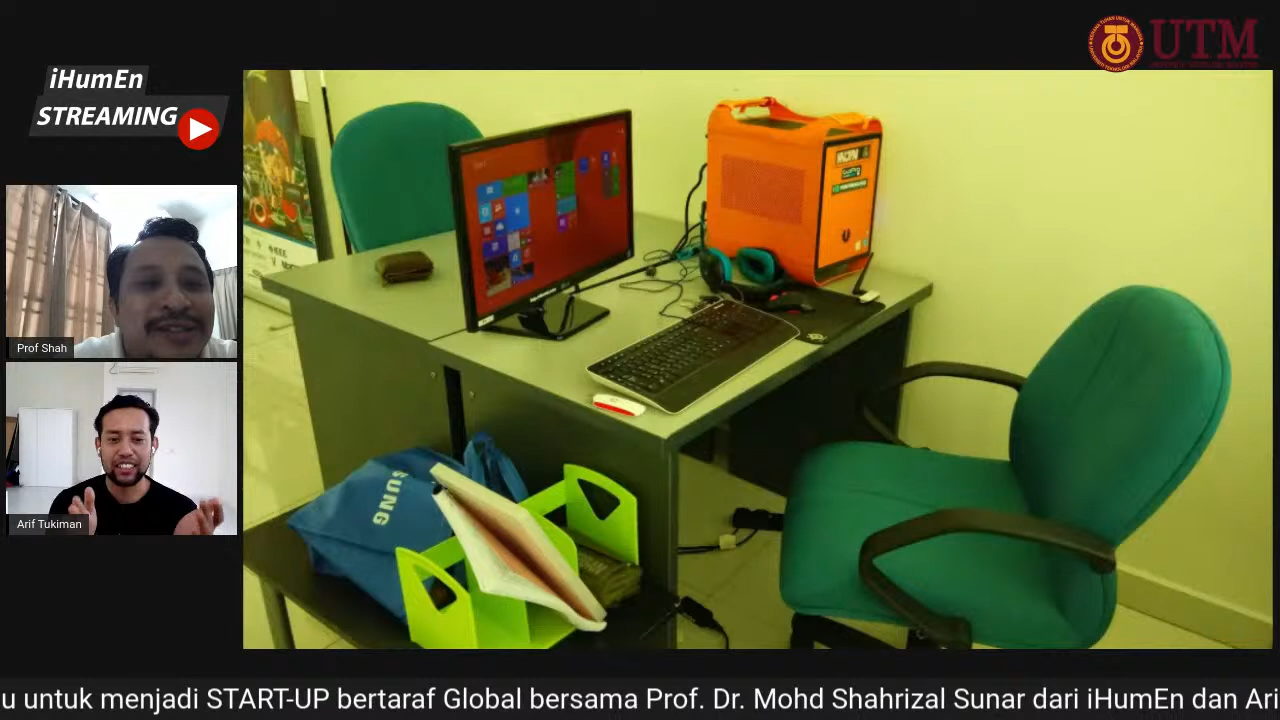 iHumEn
STREAMING
UTM
Prof Shah
Arif Tukiman
SUNG
IEEE
u untuk menjadi START-UP bertaraf Global bersama Prof. Dr. Mohd Shahrizal Sunar dari iHumEn dan Ari